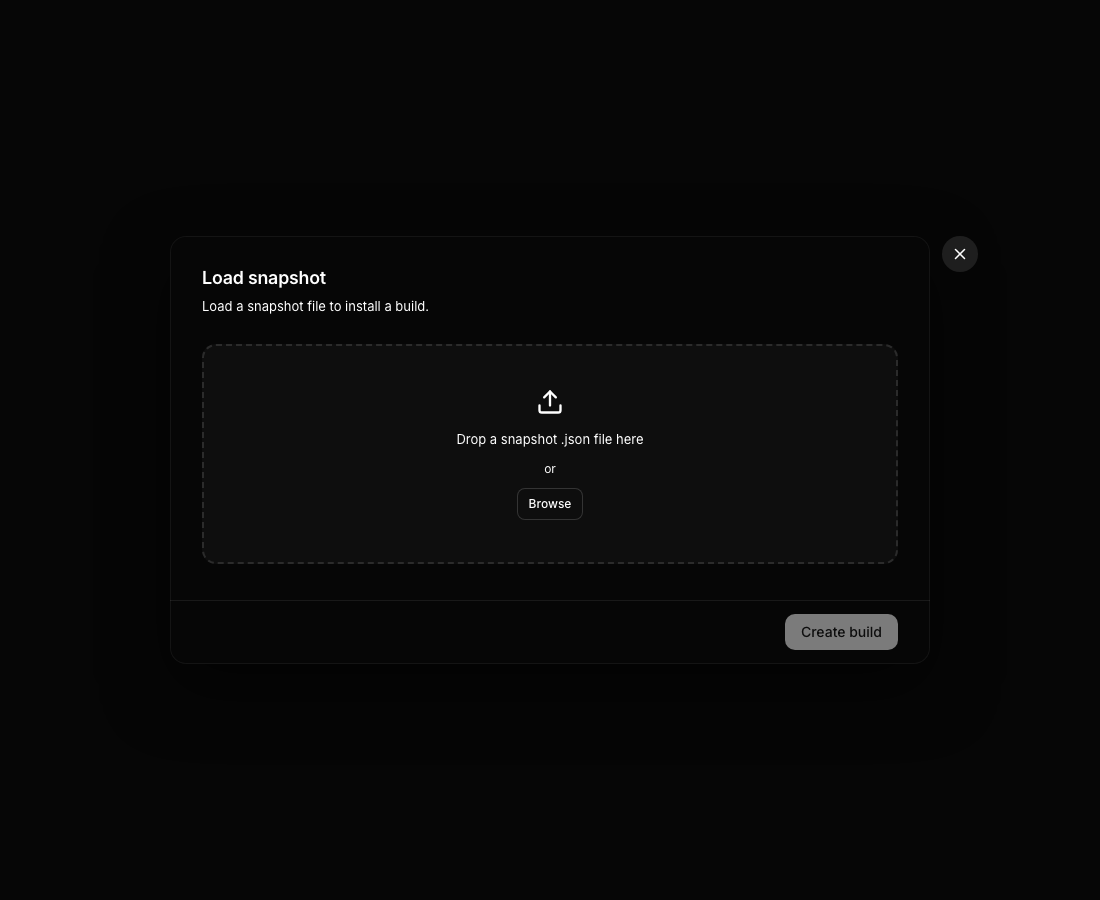 Load snapshot
Load a snapshot file to install a build.
Drop a snapshot .json file here
or
Browse
Create build